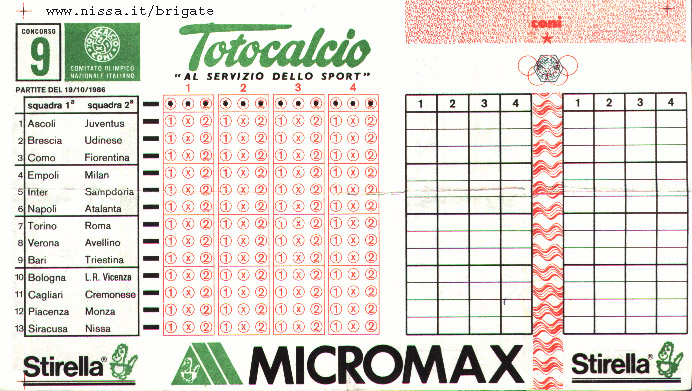 www.nissa.it/brigate
CONCORSO
9
TOTOCALCIO
CONI
COMITATO OLIMPICO
NAZIONALE ITALIANO
Totocalcio
"AL SERVIZIO DELLO SPORT"
coni
PARTITE DEL 19/10/1986
squadra 1ª squadra 2ª
1 2 3 4
1 Ascoli Juventus 1 X 2 1 X 2 1 X 2 1 X 2
2 Brescia Udinese 1 X 2 1 X 2 1 X 2 1 X 2
3 Como Fiorentina 1 X 2 1 X 2 1 X 2 1 X 2
4 Empoli Milan 1 X 2 1 X 2 1 X 2 1 X 2
5 Inter Sampdoria 1 X 2 1 X 2 1 X 2 1 X 2
6 Napoli Atalanta 1 X 2 1 X 2 1 X 2 1 X 2
7 Torino Roma 1 X 2 1 X 2 1 X 2 1 X 2
8 Verona Avellino 1 X 2 1 X 2 1 X 2 1 X 2
9 Bari Triestina 1 X 2 1 X 2 1 X 2 1 X 2
10 Bologna L.R. Vicenza 1 X 2 1 X 2 1 X 2 1 X 2
11 Cagliari Cremonese 1 X 2 1 X 2 1 X 2 1 X 2
12 Piacenza Monza 1 X 2 1 X 2 1 X 2 1 X 2
13 Siracusa Nissa 1 X 2 1 X 2 1 X 2 1 X 2
1 2 3 4
1 2 3 4
Stirella®
MICROMAX
Stirella®